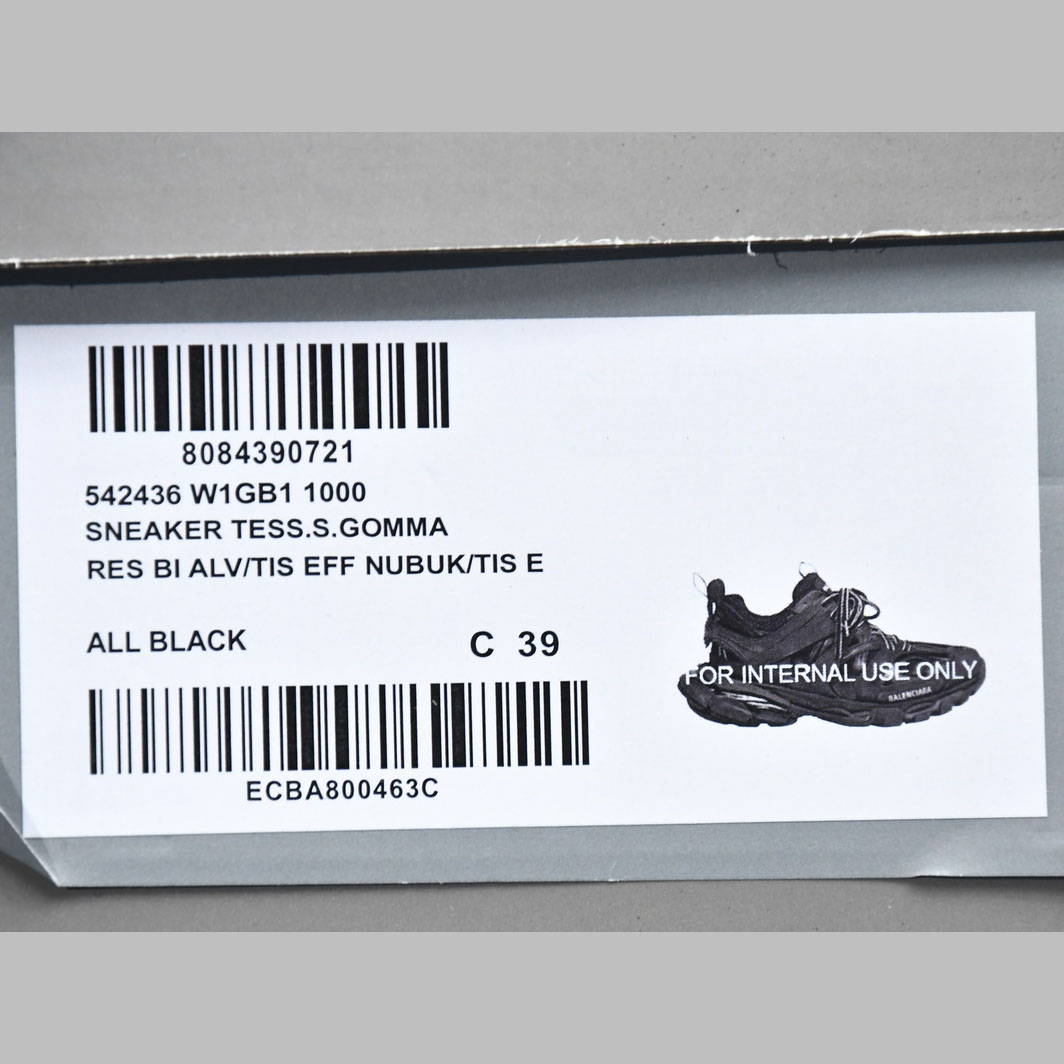 8084390721
542436 W1GB1 1000
SNEAKER TESS.S.GOMMA
RES BI ALV/TIS EFF NUBUK/TIS E
ALL BLACK C 39
FOR INTERNAL USE ONLY
BALENCIAGA
ECBA800463C